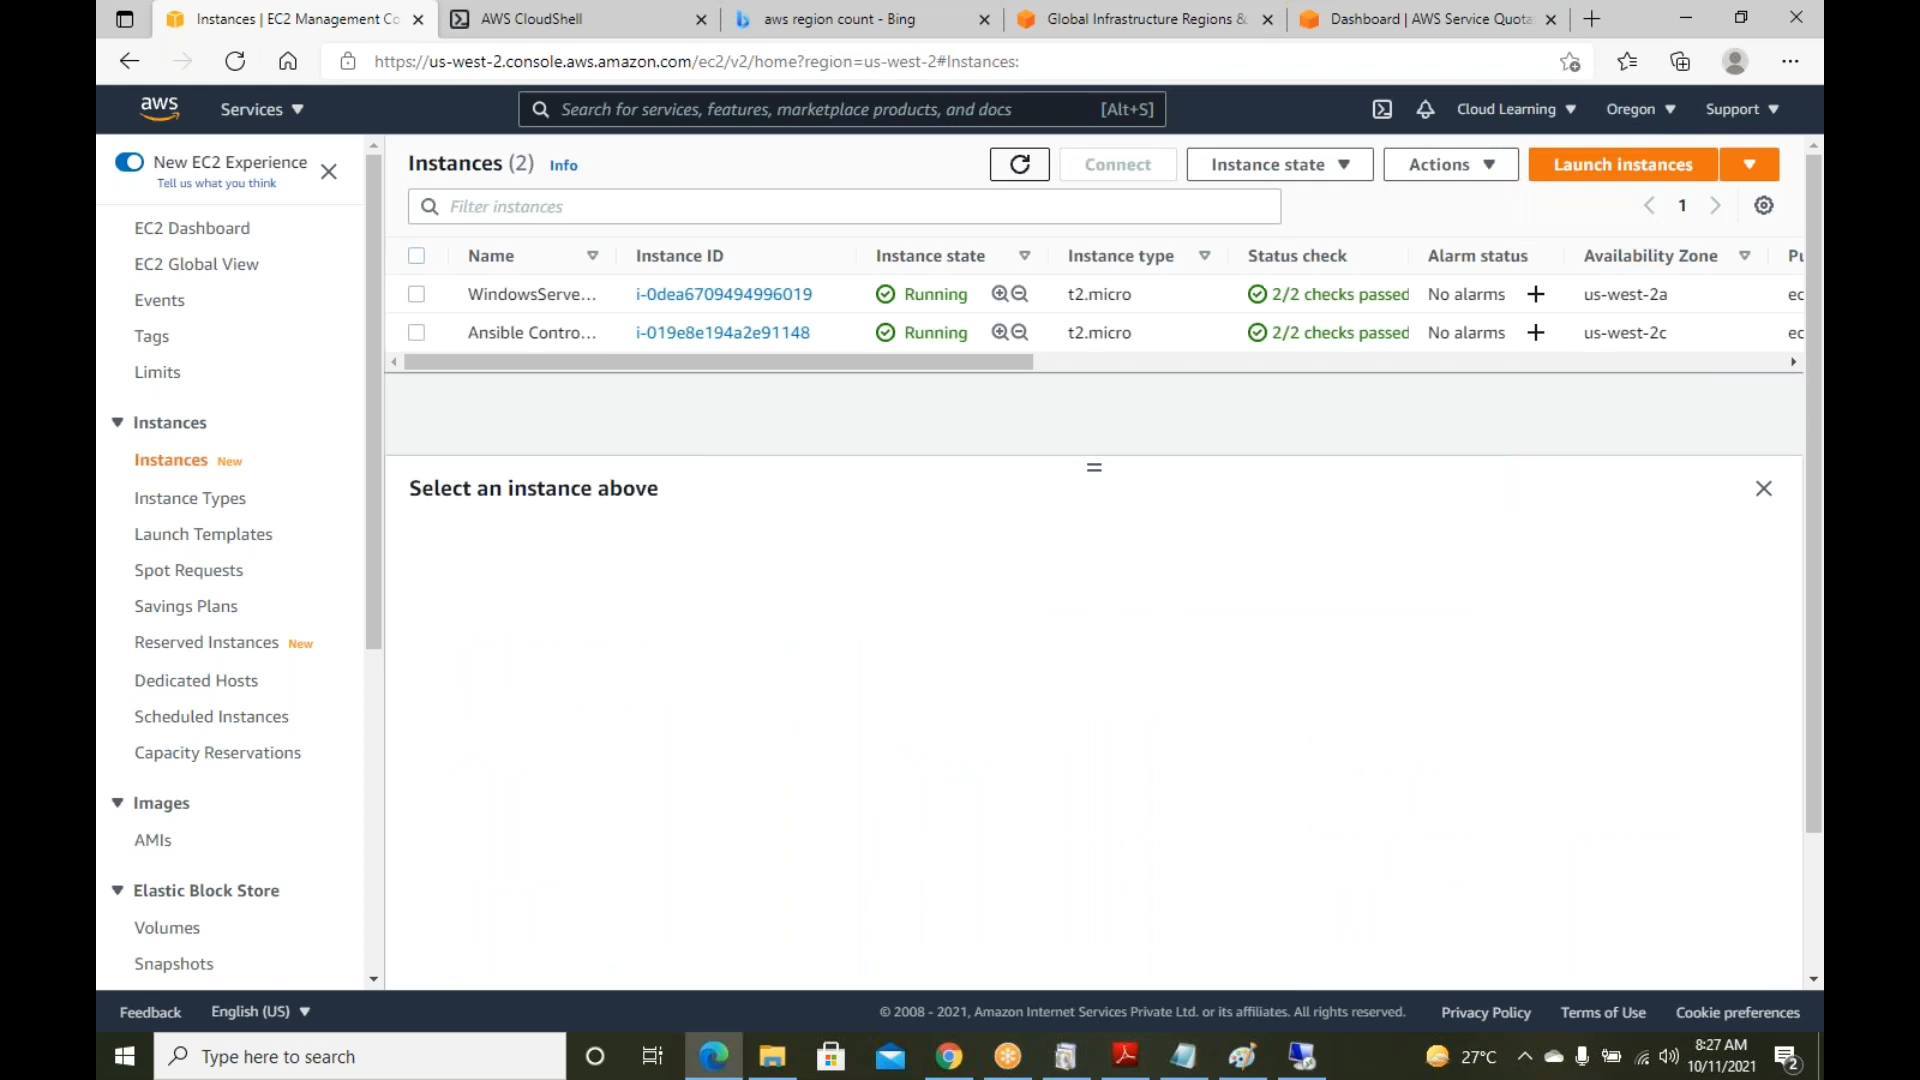 Instances | EC2 Management Co
AWS CloudShell
aws region count - Bing
Global Infrastructure Regions &
Dashboard | AWS Service Quota
https://us-west-2.console.aws.amazon.com/ec2/v2/home?region=us-west-2#Instances:
aws
Services
Search for services, features, marketplace products, and docs
[Alt+S]
Cloud Learning
Oregon
Support
New EC2 Experience
Tell us what you think
EC2 Dashboard
EC2 Global View
Events
Tags
Limits
Instances
Instances New
Instance Types
Launch Templates
Spot Requests
Savings Plans
Reserved Instances New
Dedicated Hosts
Scheduled Instances
Capacity Reservations
Images
AMIs
Elastic Block Store
Volumes
Snapshots
Instances (2) Info
Connect
Instance state
Actions
Launch instances
Filter instances
1
Name Instance ID Instance state Instance type Status check Alarm status Availability Zone Pu
WindowsServe... i-0dea6709494996019 Running t2.micro 2/2 checks passed No alarms + us-west-2a ec
Ansible Contro... i-019e8e194a2e91148 Running t2.micro 2/2 checks passed No alarms + us-west-2c ec
Select an instance above
Feedback
English (US)
© 2008 - 2021, Amazon Internet Services Private Ltd. or its affiliates. All rights reserved.
Privacy Policy
Terms of Use
Cookie preferences
Type here to search
27°C
8:27 AM
10/11/2021
2